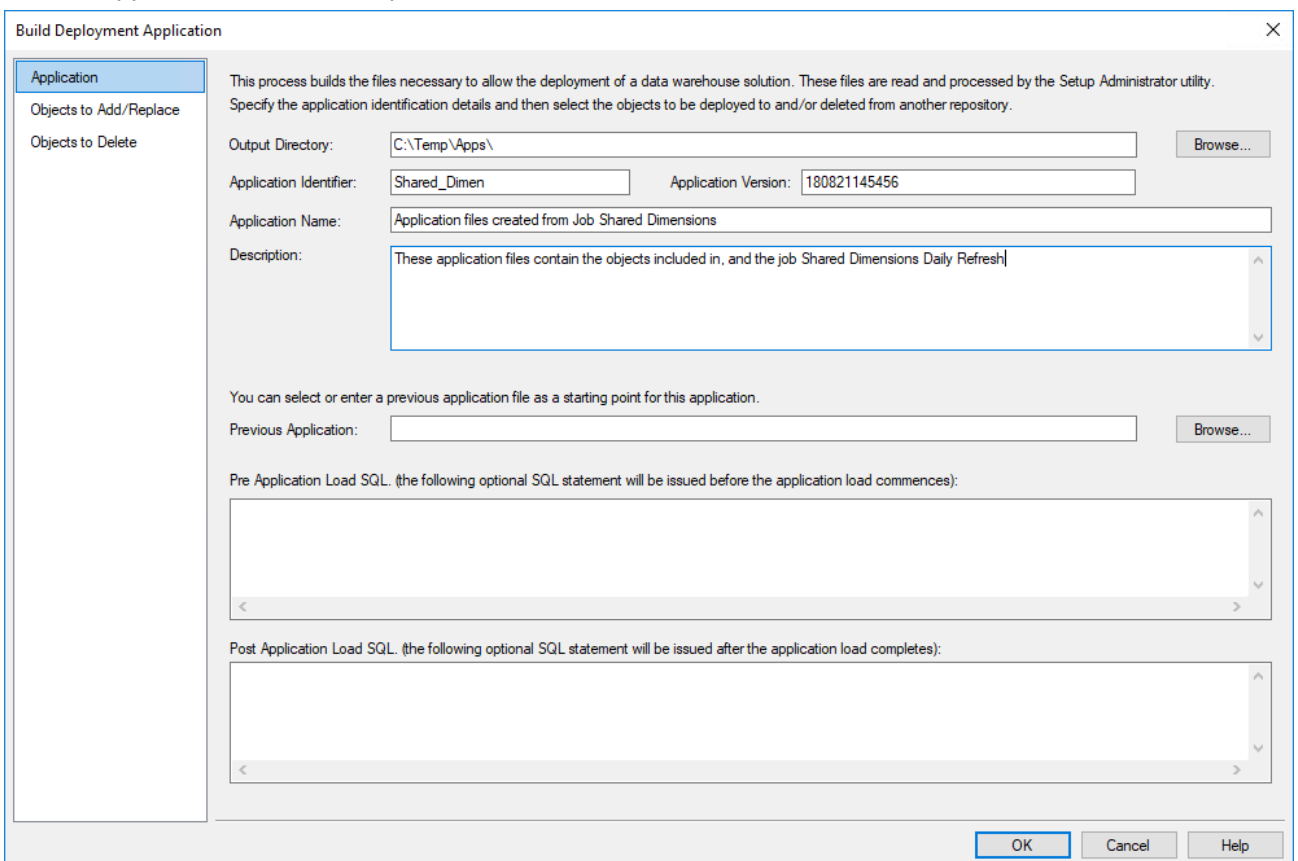 Build Deployment Application
Application
Objects to Add/Replace
Objects to Delete
This process builds the files necessary to allow the deployment of a data warehouse solution. These files are read and processed by the Setup Administrator utility.
Specify the application identification details and then select the objects to be deployed to and/or deleted from another repository.
Output Directory: C:\Temp\Apps\ Browse...
Application Identifier: Shared_Dimen Application Version: 180821145456
Application Name: Application files created from Job Shared Dimensions
Description: These application files contain the objects included in, and the job Shared Dimensions Daily Refresh
You can select or enter a previous application file as a starting point for this application.
Previous Application: Browse...
Pre Application Load SQL. (the following optional SQL statement will be issued before the application load commences):
Post Application Load SQL. (the following optional SQL statement will be issued after the application load completes):
OK Cancel Help